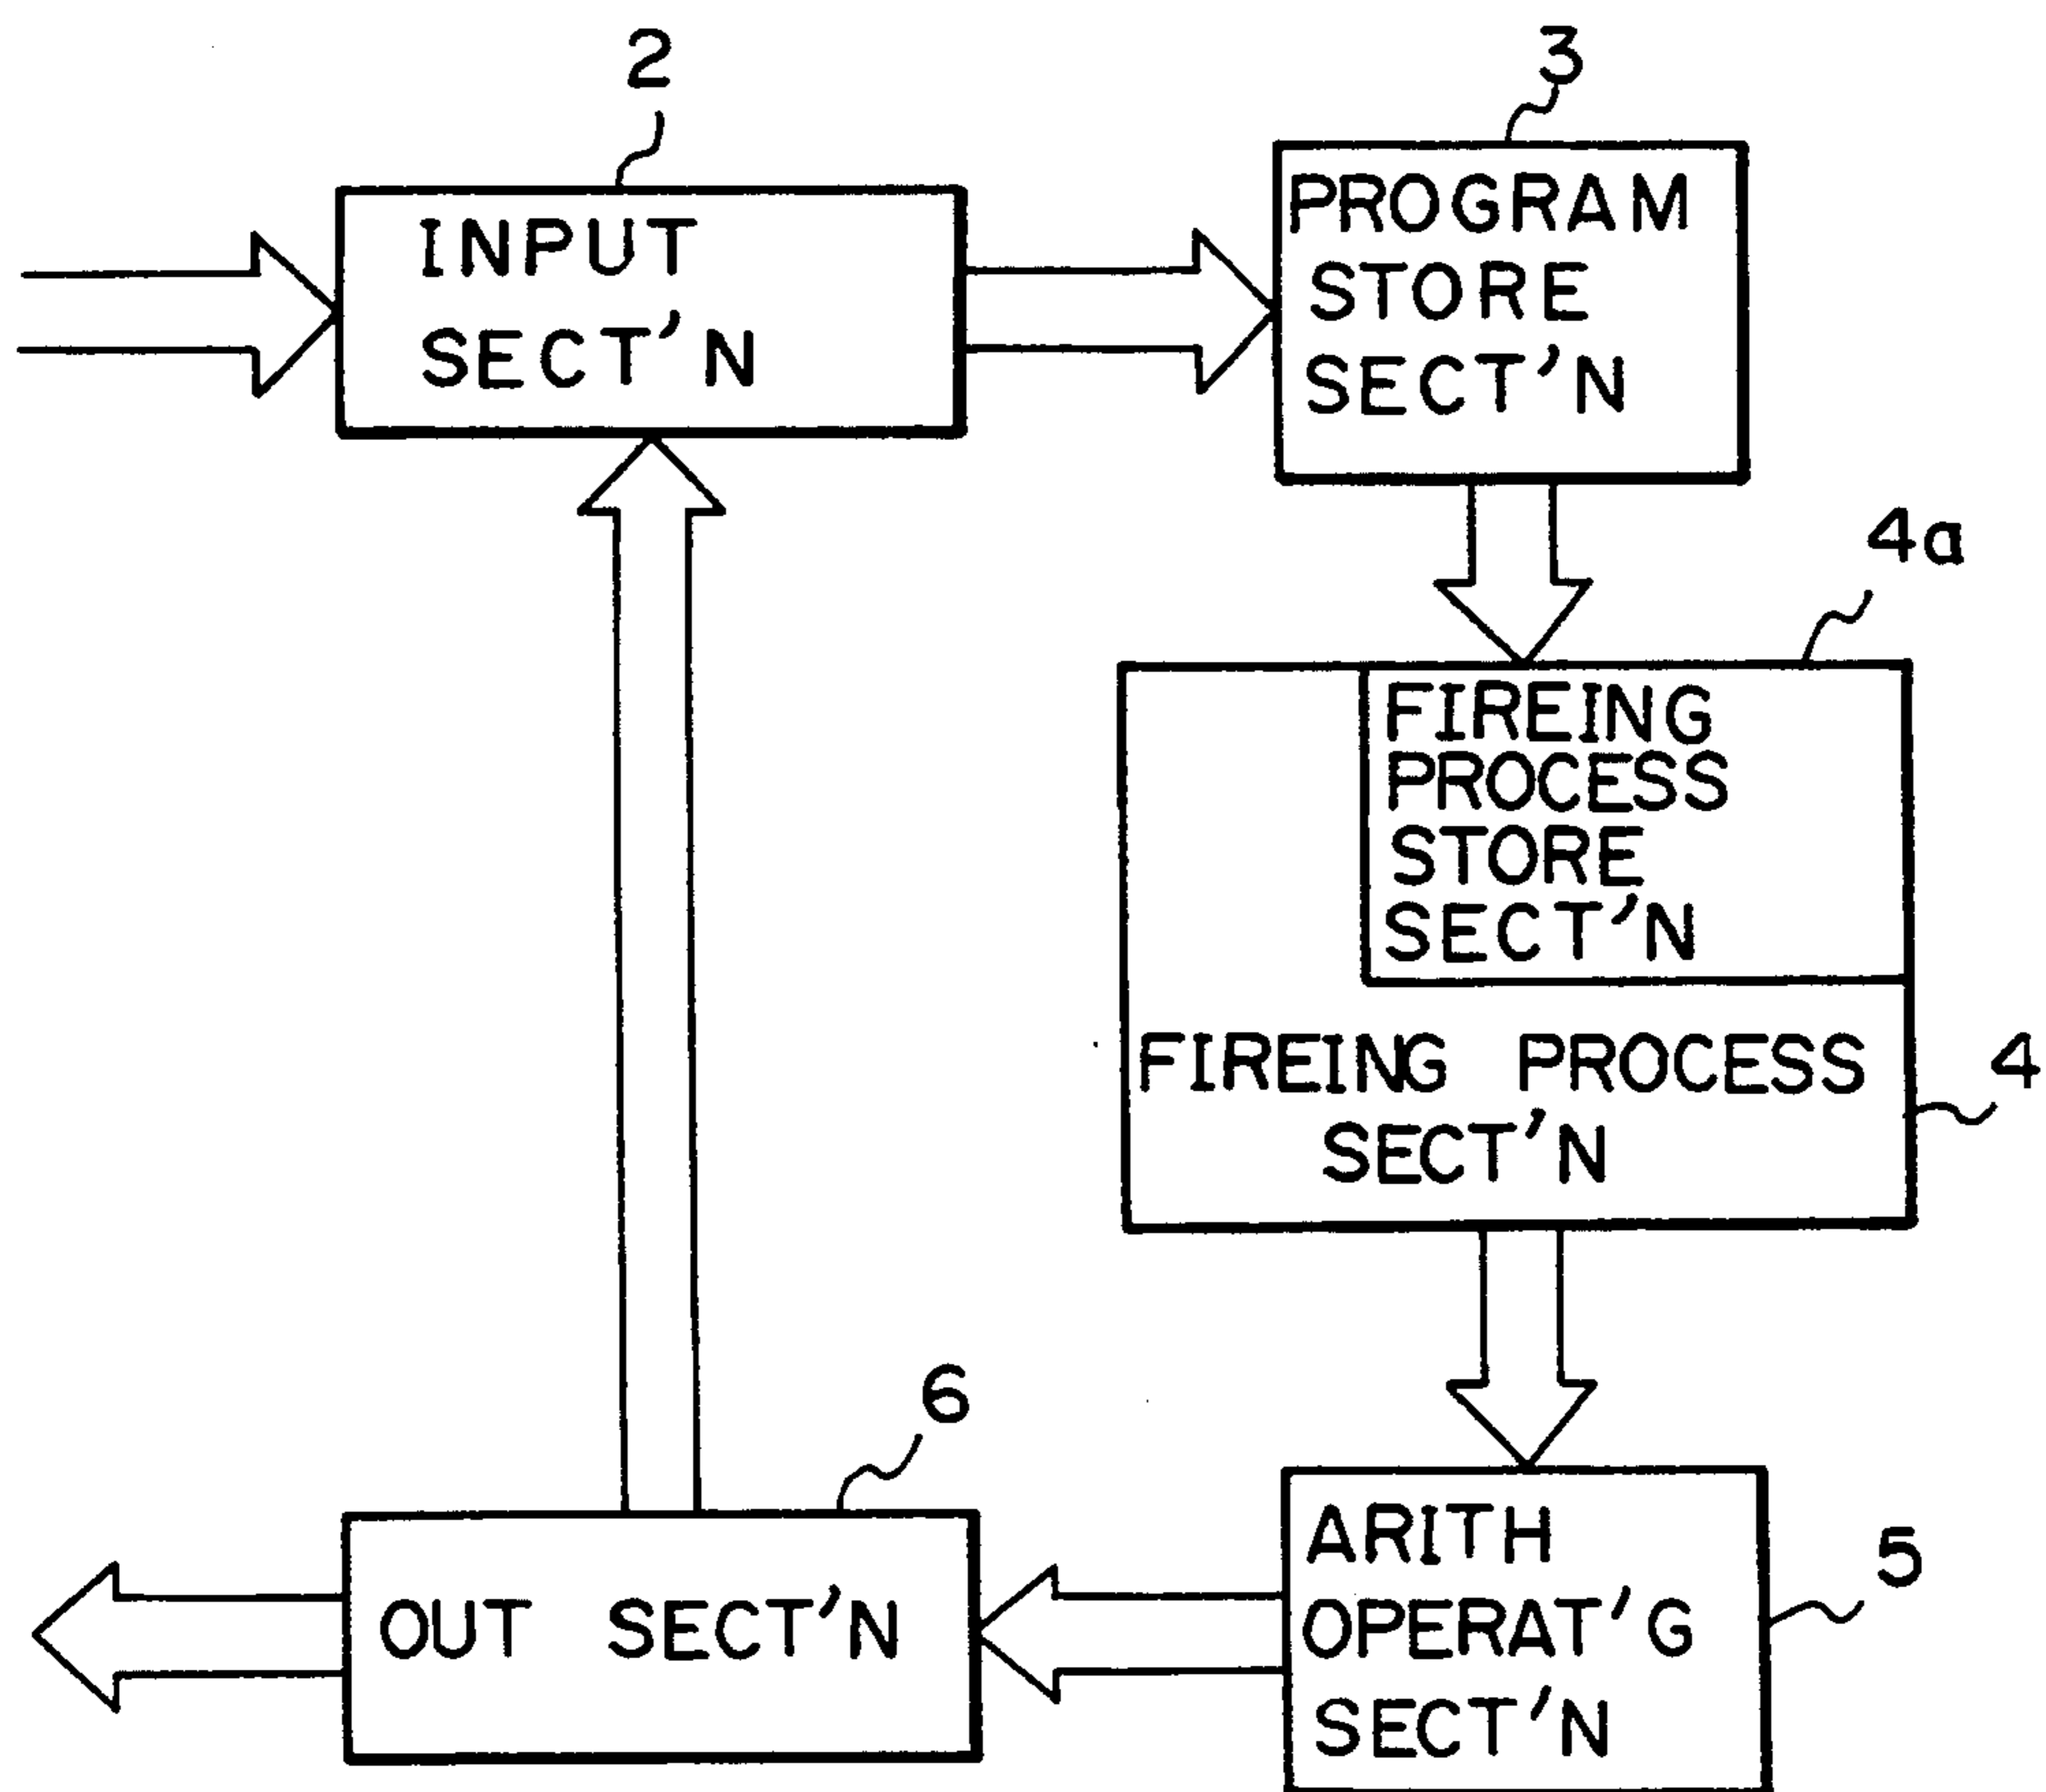 2
INPUT
SECT'N
3
PROGRAM
STORE
SECT'N
4a
FIREING
PROCESS
STORE
SECT'N
FIREING PROCESS
SECT'N
4
6
OUT SECT'N
ARITH
OPERAT'G
SECT'N
5